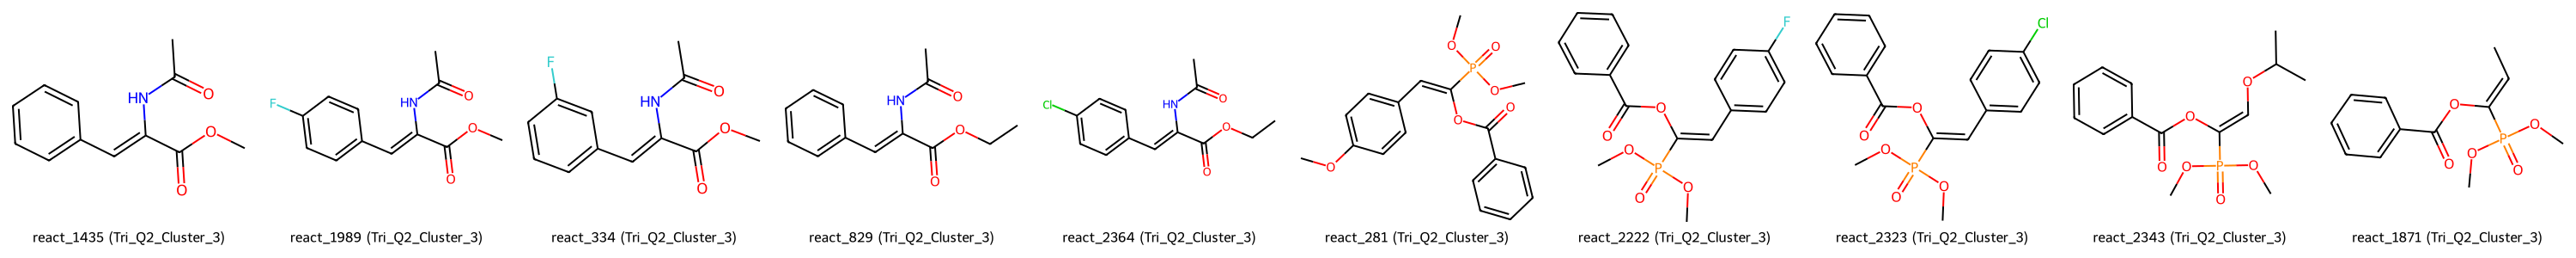 react_1435 (Tri_Q2_Cluster_3)
react_1989 (Tri_Q2_Cluster_3)
react_334 (Tri_Q2_Cluster_3)
react_829 (Tri_Q2_Cluster_3)
react_2364 (Tri_Q2_Cluster_3)
react_281 (Tri_Q2_Cluster_3)
react_2222 (Tri_Q2_Cluster_3)
react_2323 (Tri_Q2_Cluster_3)
react_2343 (Tri_Q2_Cluster_3)
react_1871 (Tri_Q2_Cluster_3)
HN
O
O
O
F
HN
O
O
O
F
HN
O
O
O
HN
O
O
O
Cl
HN
O
O
O
O
P
O
O
O
O
O
F
O
O
O
P
O
O
Cl
O
O
O
P
O
O
O
O
O
O
P
O
O
O
O
O
P
O
O